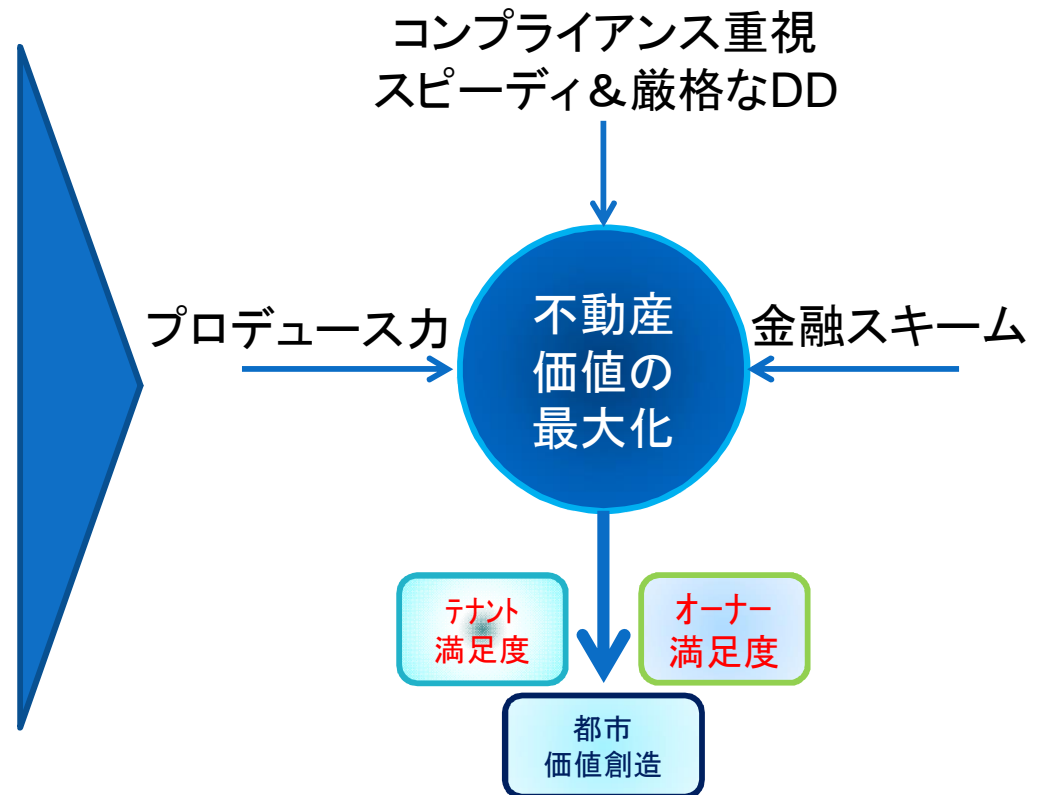 コンプライアンス重視
スピーディ&厳格なDD
プロデュース力
不動産
価値の
最大化
金融スキーム
テナント
満足度
オーナー
満足度
都市
価値創造